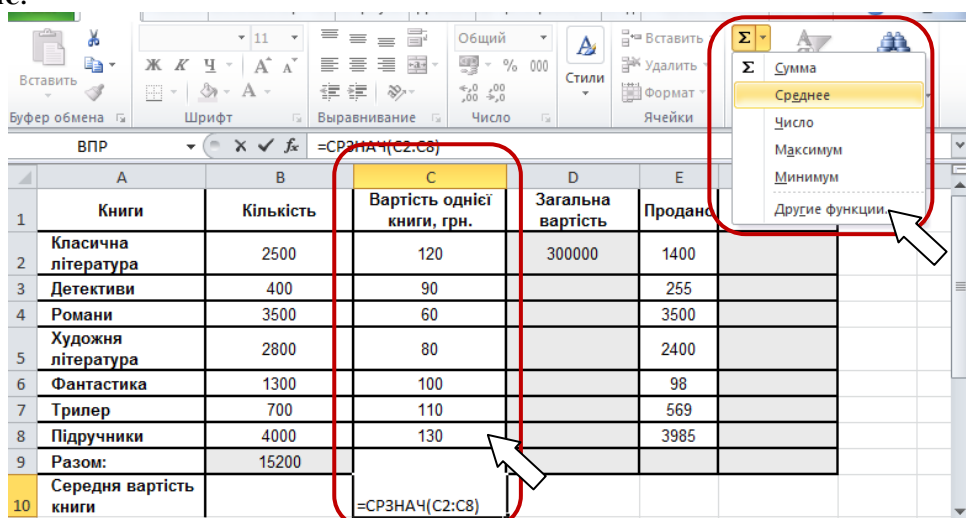 Σ
11
Общий
Вставить
Вставить
Ж К Ч
A A
% 000
Стили
Удалить
Формат
Буфер обмена
Шрифт
Выравнивание
Число
Ячейки
Σ Сумма
Среднее
Число
Максимум
Минимум
Другие функции...
ВПР
fx
=СРЗНАЧ(C2:C8)
A B C D E
1 Книги Кількість Вартість однієї книги, грн. Загальна вартість Продано
2 Класична література 2500 120 300000 1400
3 Детективи 400 90 255
4 Романи 3500 60 3500
5 Художня література 2800 80 2400
6 Фантастика 1300 100 98
7 Трилер 700 110 569
8 Підручники 4000 130 3985
9 Разом: 15200
10 Середня вартість книги =СРЗНАЧ(C2:C8)